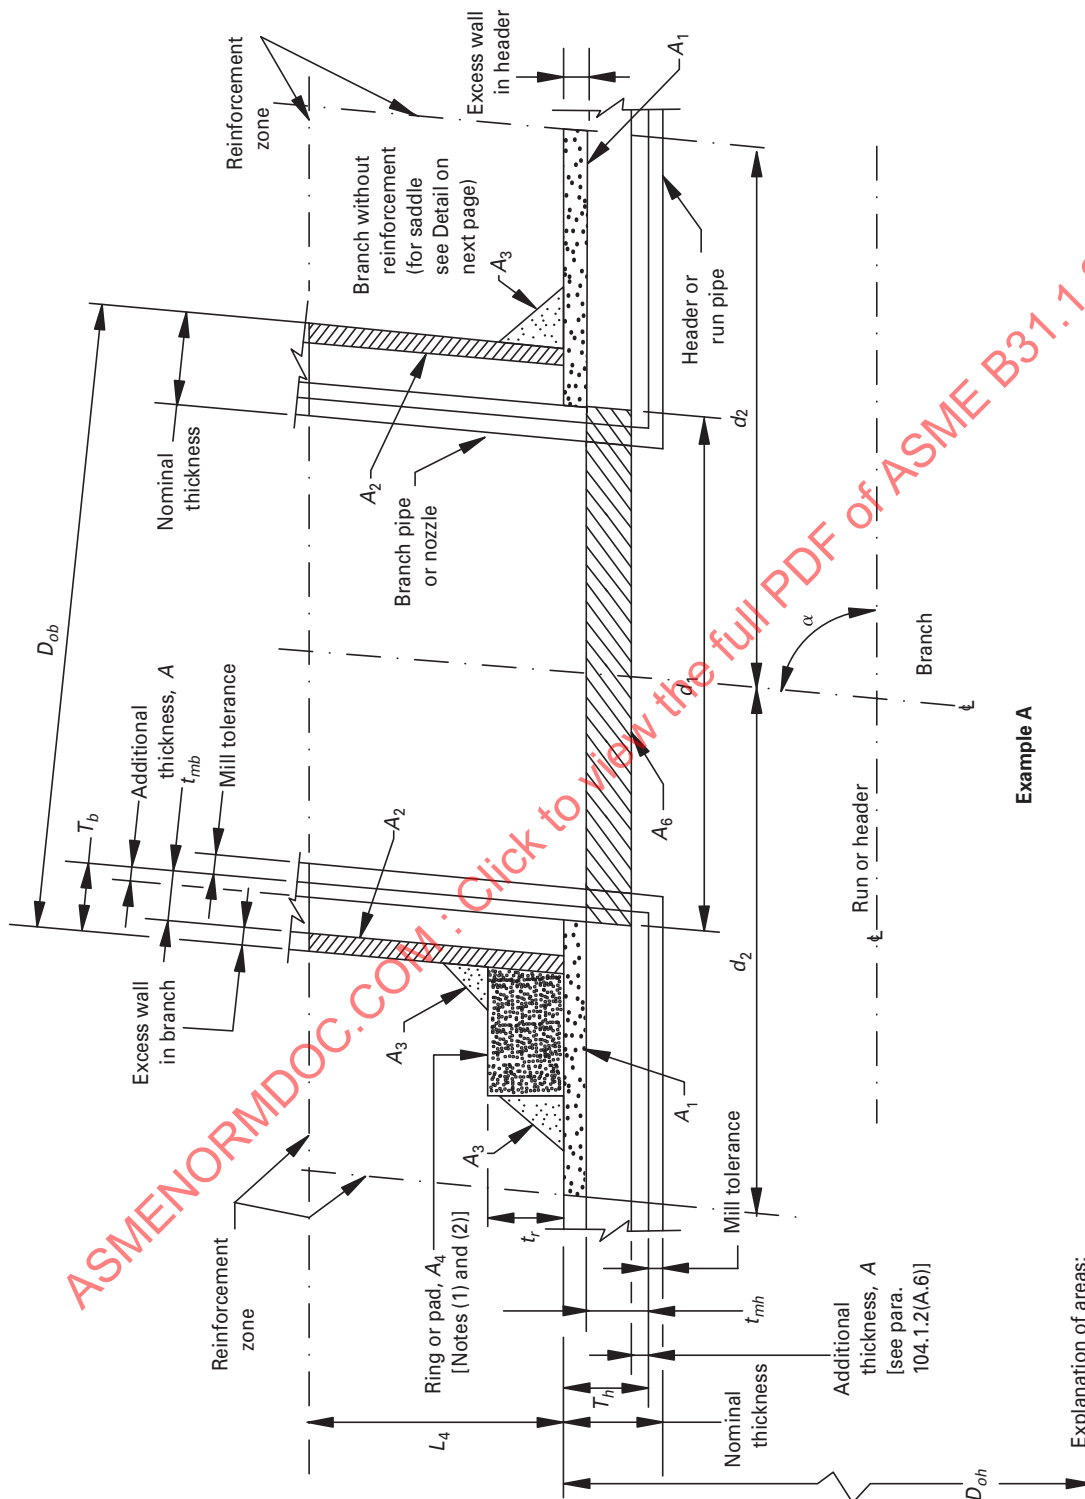 Reinforcement
zone
Excess wall
in header
A1
Branch without
reinforcement
(for saddle
see Detail on
next page)
A3
Header or
run pipe
Dob
Nominal
thickness
A2
Branch pipe
or nozzle
d2
d1
α
Branch
℄
Tb
Additional
thickness, A
tmb
Mill tolerance
Excess wall
in branch
A2
A6
Run or header
℄
Example A
A3
A3
A1
d2
Reinforcement
zone
Ring or pad, A4
[Notes (1) and (2)]
tr
Mill tolerance
tmh
Additional
thickness, A
[see para.
104.1.2(A.6)]
L4
Th
Nominal
thickness
Doh
Explanation of areas:
ASMENORMDOC.COM : Click to view the full PDF of ASME B31.1